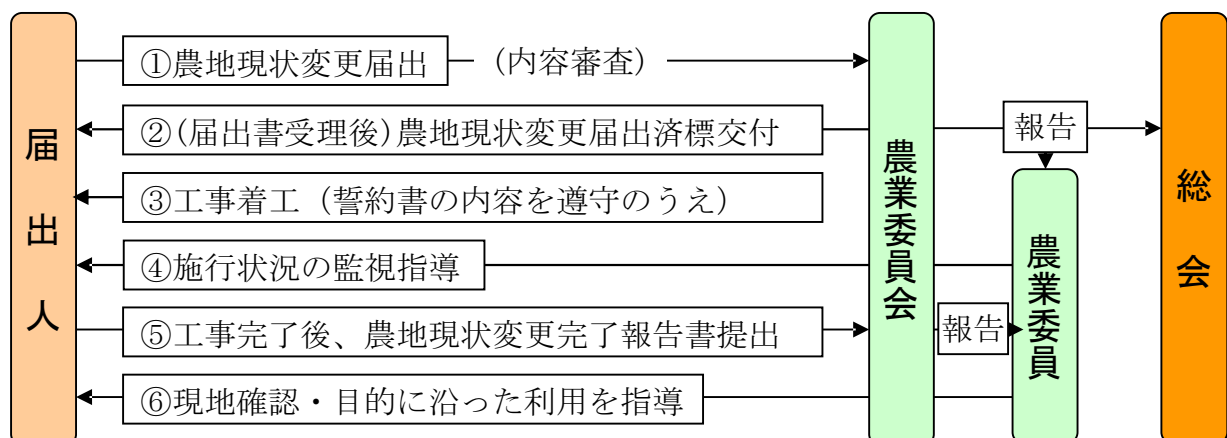 届出人
①農地現状変更届出
(内容審査)
②(届出書受理後)農地現状変更届出済標交付
③工事着工(誓約書の内容を遵守のうえ)
④施行状況の監視指導
⑤工事完了後、農地現状変更完了報告書提出
⑥現地確認・目的に沿った利用を指導
農業委員会
報告
報告
農業委員
総会